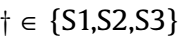 † ∈ {S1,S2,S3}